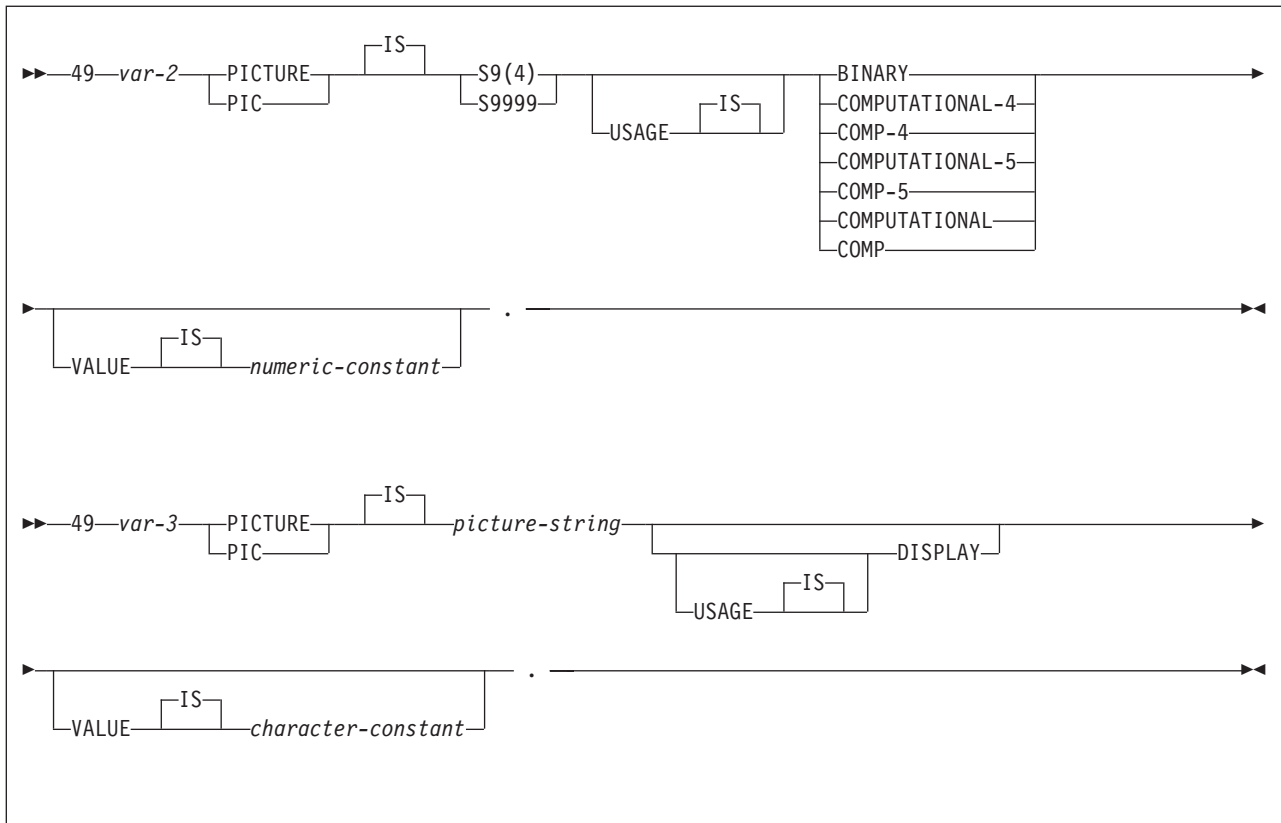 IS
49 var-2 PICTURE S9(4) BINARY
PIC S9999 COMPUTATIONAL-4
IS
USAGE COMP-4
COMPUTATIONAL-5
COMP-5
COMPUTATIONAL
COMP
.
IS
VALUE numeric-constant
IS
49 var-3 PICTURE picture-string
PIC DISPLAY
IS
USAGE
.
IS
VALUE character-constant